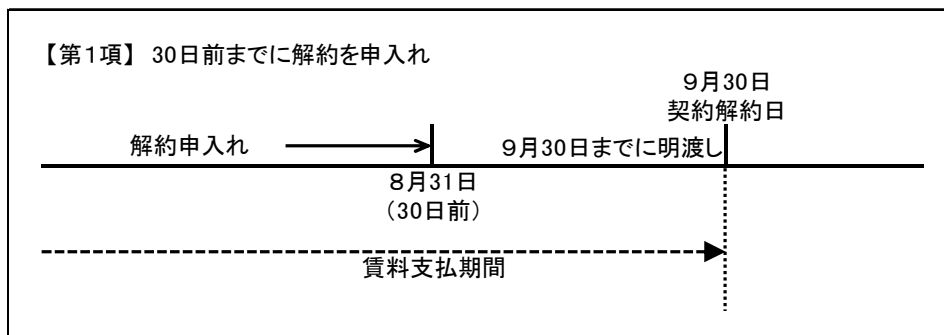 【第１項】 30日前までに解約を申入れ
９月30日
契約解約日
解約申入れ
９月30日までに明渡し
８月31日
（30日前）
賃料支払期間